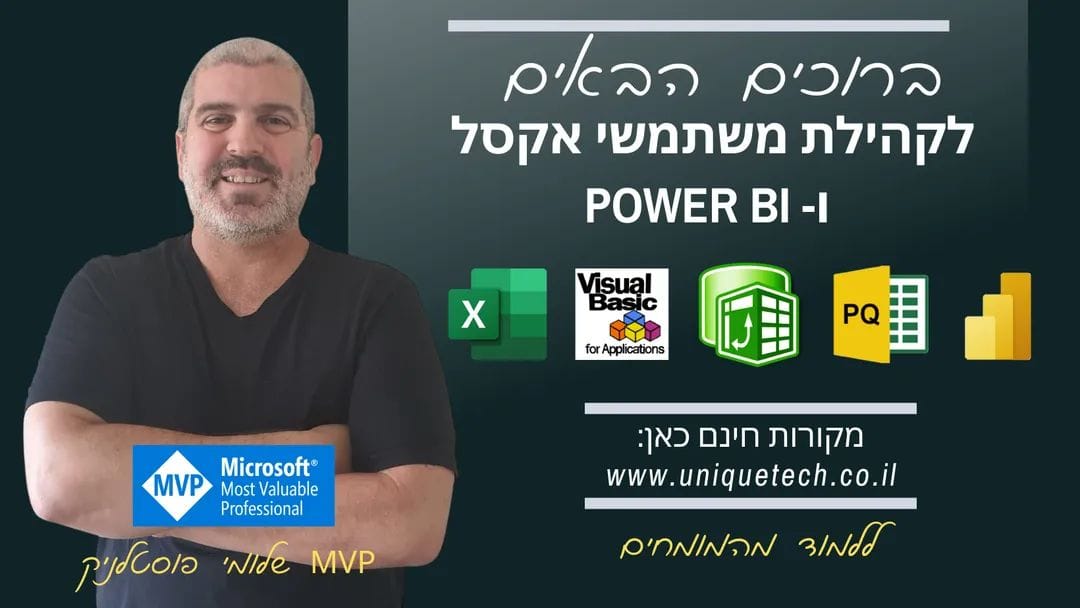 ברוכים הבאים
לקהילת משתמשי אקסל
ו- POWER BI
X
Visual
Basic
for Applications
PQ
מקורות חינם כאן:
www.uniquetech.co.il
ללמוד מהמומחים
MVP
Microsoft®
Most Valuable
Professional
MVP שלומי פוסטלניק